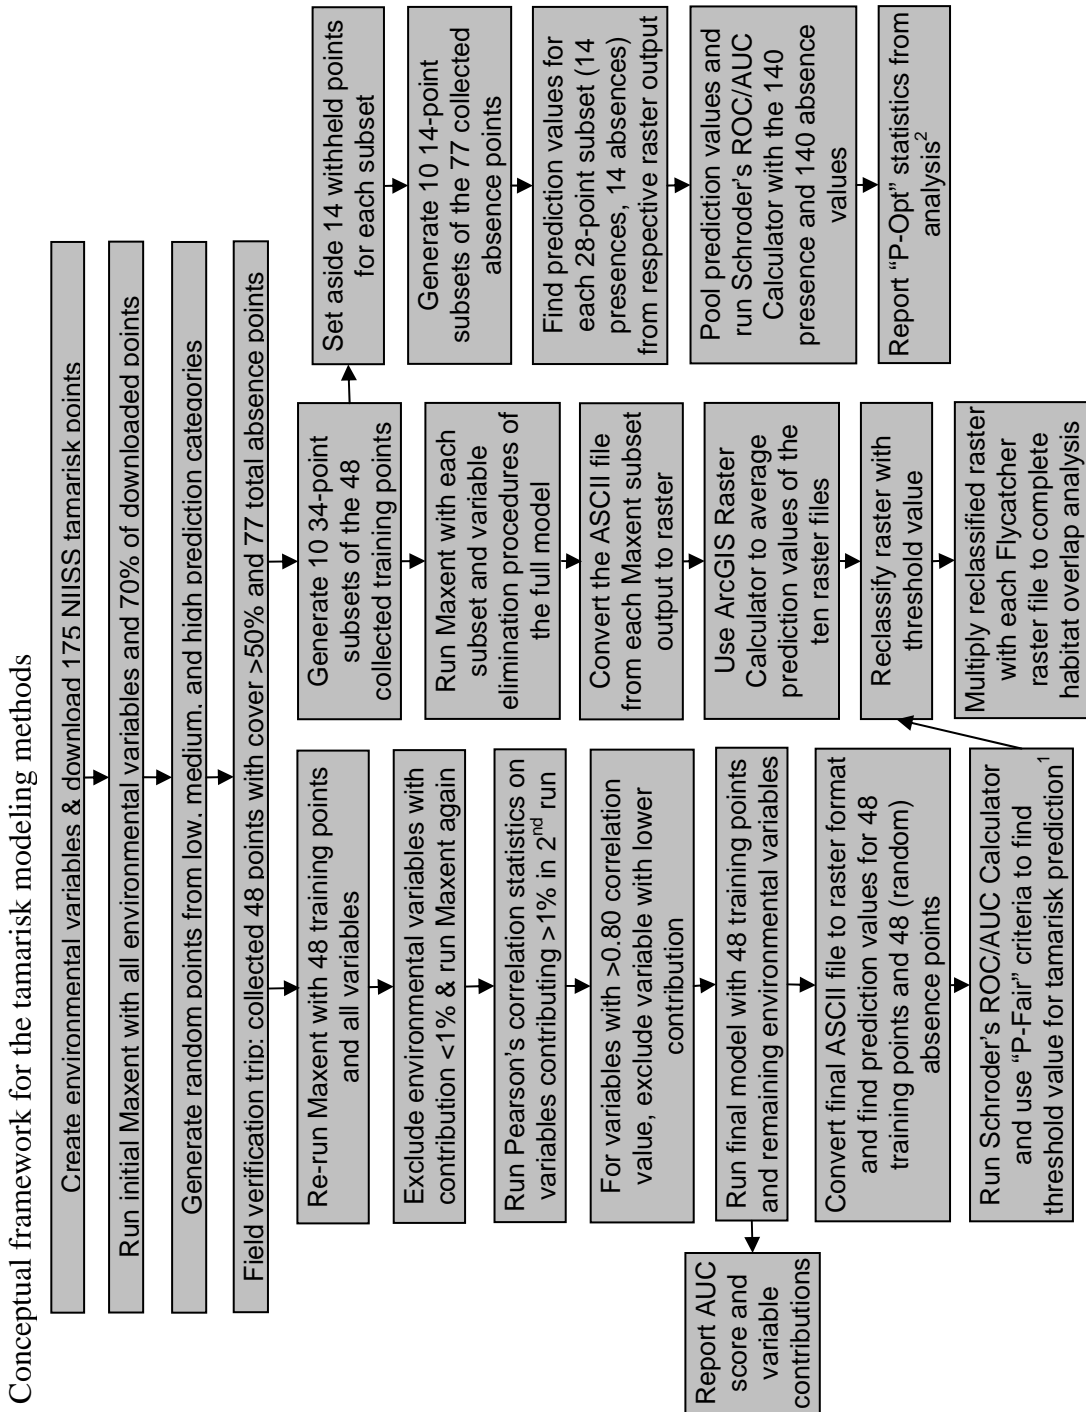 Conceptual framework for the tamarisk modeling methods
Create environmental variables & download 175 NISS tamarisk points
Run initial Maxent with all environmental variables and 70% of downloaded points
Generate random points from low. medium. and high prediction categories
Field verification trip: collected 48 points with cover >50% and 77 total absence points
Re-run Maxent with 48 training points
and all variables
Exclude environmental variables with
contribution <1% & run Maxent again
Run Pearson's correlation statistics on
variables contributing >1% in 2nd run
For variables with >0.80 correlation
value, exclude variable with lower
contribution
Run final model with 48 training points
and remaining environmental variables
Report AUC
score and
variable
contributions
Convert final ASCII file to raster format
and find prediction values for 48
training points and 48 (random)
absence points
Run Schroder's ROC/AUC Calculator
and use "P-Fair" criteria to find
threshold value for tamarisk prediction1
Generate 10 34-point
subsets of the 48
collected training points
Run Maxent with each
subset and variable
elimination procedures of
the full model
Convert the ASCII file
from each Maxent subset
output to raster
Use ArcGIS Raster
Calculator to average
prediction values of the
ten raster files
Reclassify raster with
threshold value
Multiply reclassified raster
with each Flycatcher
raster file to complete
habitat overlap analysis
Set aside 14 withheld points
for each subset
Generate 10 14-point
subsets of the 77 collected
absence points
Find prediction values for
each 28-point subset (14
presences, 14 absences)
from respective raster output
Pool prediction values and
run Schroder's ROC/AUC
Calculator with the 140
presence and 140 absence
values
Report "P-Opt" statistics from
analysis2